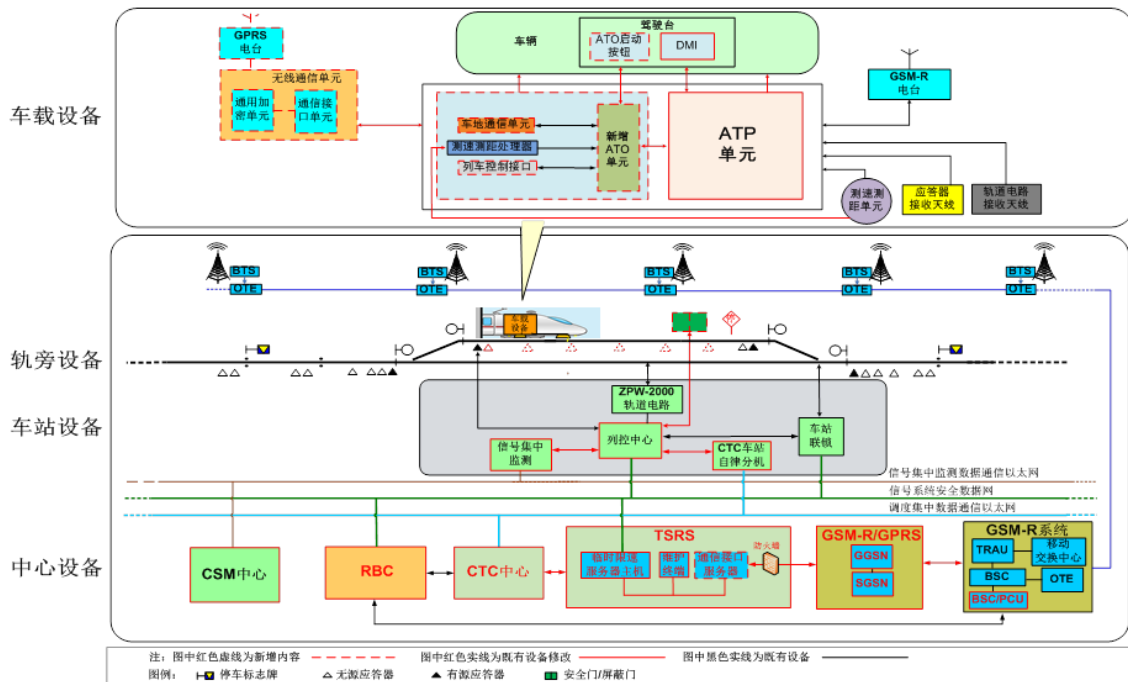 车载设备
GPRS
电台
无线通信单元
通用加
密单元
通信接
口单元
车辆
驾驶台
ATO启动
按钮
DMI
车地通信单元
测速测距处理器
列车控制接口
新增
ATO
单元
ATP
单元
GSM-R
电台
测速测
距单元
应答器
接收天线
轨道电路
接收天线
轨旁设备
BTS
OTE
BTS
OTE
BTS
OTE
BTS
OTE
BTS
OTE
车载
设备
停
车站设备
ZPW-2000
轨道电路
信号集中
监测
列控中心
CTC车站
自律分机
车站
联锁
信号集中监测数据通信以太网
信号系统安全数据网
调度集中数据通信以太网
中心设备
CSM中心
RBC
CTC中心
TSRS
临时限速
服务器主机
维护
终端
通信接口
服务器
防火墙
GSM-R/GPRS
GGSN
SGSN
GSM-R系统
TRAU
移动
交换中心
BSC
OTE
BSC/PCU
注：图中红色虚线为新增内容
图中红色实线为既有设备修改
图中黑色实线为既有设备
图例：
停车标志牌
无源应答器
有源应答器
安全门/屏蔽门